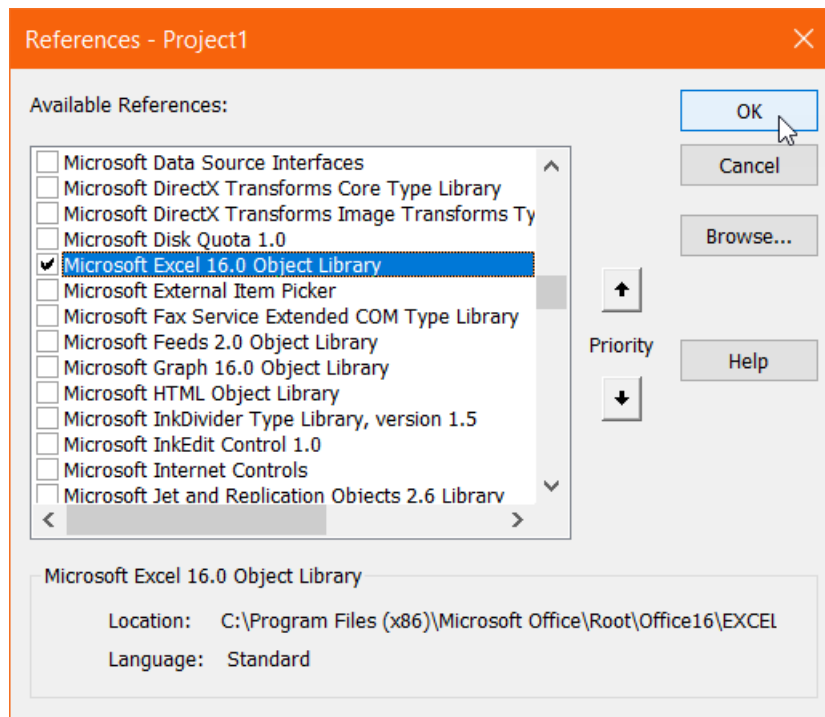 References - Project1
Available References:
OK
Cancel
Browse...
Priority
Help
Microsoft Data Source Interfaces
Microsoft DirectX Transforms Core Type Library
Microsoft DirectX Transforms Image Transforms Ty
Microsoft Disk Quota 1.0
Microsoft Excel 16.0 Object Library
Microsoft External Item Picker
Microsoft Fax Service Extended COM Type Library
Microsoft Feeds 2.0 Object Library
Microsoft Graph 16.0 Object Library
Microsoft HTML Object Library
Microsoft InkDivider Type Library, version 1.5
Microsoft InkEdit Control 1.0
Microsoft Internet Controls
Microsoft Jet and Replication Objects 2.6 Library
Microsoft Excel 16.0 Object Library
Location: C:\Program Files (x86)\Microsoft Office\Root\Office16\EXCEL
Language: Standard